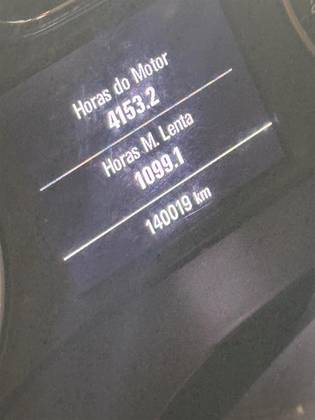 Horas do Motor
4153.2
Horas M. Lenta
1099.1
140019 km